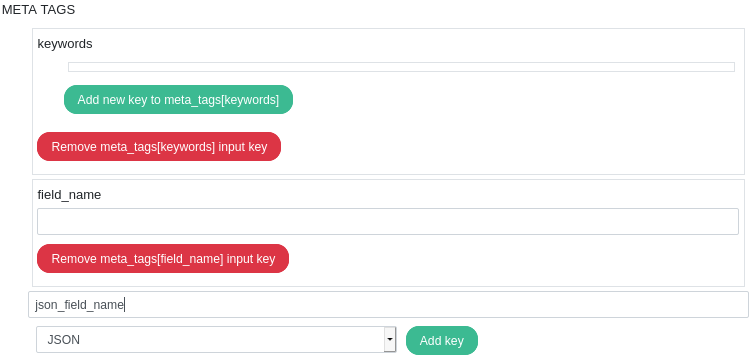 META TAGS
keywords
Add new key to meta_tags[keywords]
Remove meta_tags[keywords] input key
field_name
Remove meta_tags[field_name] input key
json_field_name
JSON
Add key